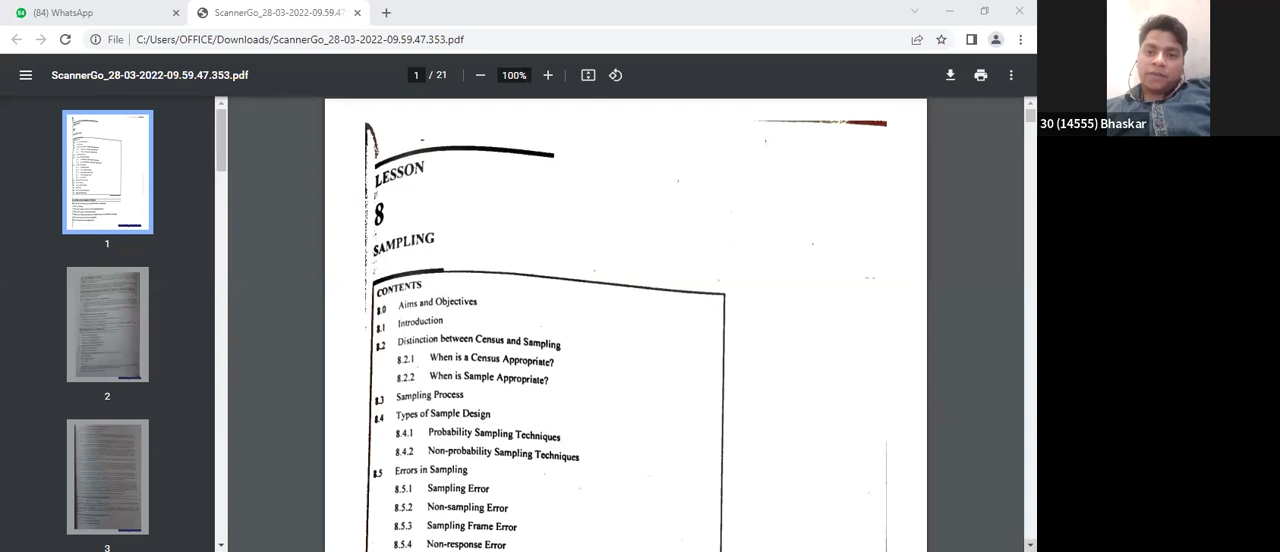 (84) WhatsApp
ScannerGo_28-03-2022-09.59.47
File C:/Users/OFFICE/Downloads/ScannerGo_28-03-2022-09.59.47.353.pdf
ScannerGo_28-03-2022-09.59.47.353.pdf
1 / 21
100%
30 (14555) Bhaskar
1
2
3
LESSON
8
SAMPLING
CONTENTS
8.0 Aims and Objectives
8.1 Introduction
8.2 Distinction between Census and Sampling
8.2.1 When is a Census Appropriate?
8.2.2 When is Sample Appropriate?
8.3 Sampling Process
8.4 Types of Sample Design
8.4.1 Probability Sampling Techniques
8.4.2 Non-probability Sampling Techniques
8.5 Errors in Sampling
8.5.1 Sampling Error
8.5.2 Non-sampling Error
8.5.3 Sampling Frame Error
8.5.4 Non-response Error